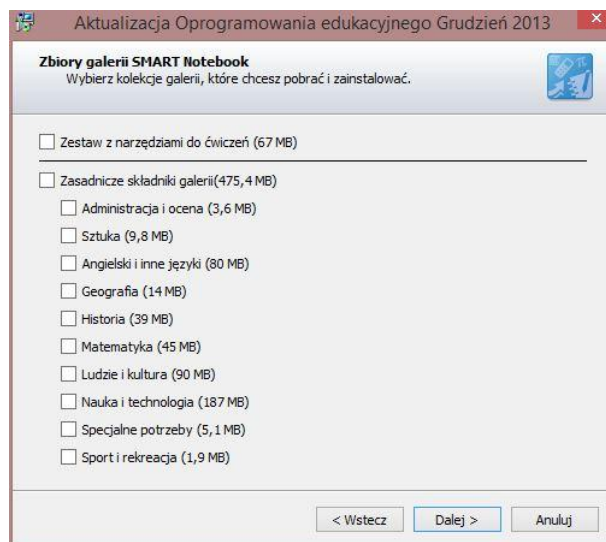 Aktualizacja Oprogramowania edukacyjnego Grudzień 2013
Zbiory galerii SMART Notebook
Wybierz kolekcje galerii, które chcesz pobrać i zainstalować.
Zestaw z narzędziami do ćwiczeń (67 MB)
Zasadnicze składniki galerii(475,4 MB)
Administracja i ocena (3,6 MB)
Sztuka (9,8 MB)
Angielski i inne języki (80 MB)
Geografia (14 MB)
Historia (39 MB)
Matematyka (45 MB)
Ludzie i kultura (90 MB)
Nauka i technologia (187 MB)
Specjalne potrzeby (5,1 MB)
Sport i rekreacja (1,9 MB)
< Wstecz Dalej > Anuluj